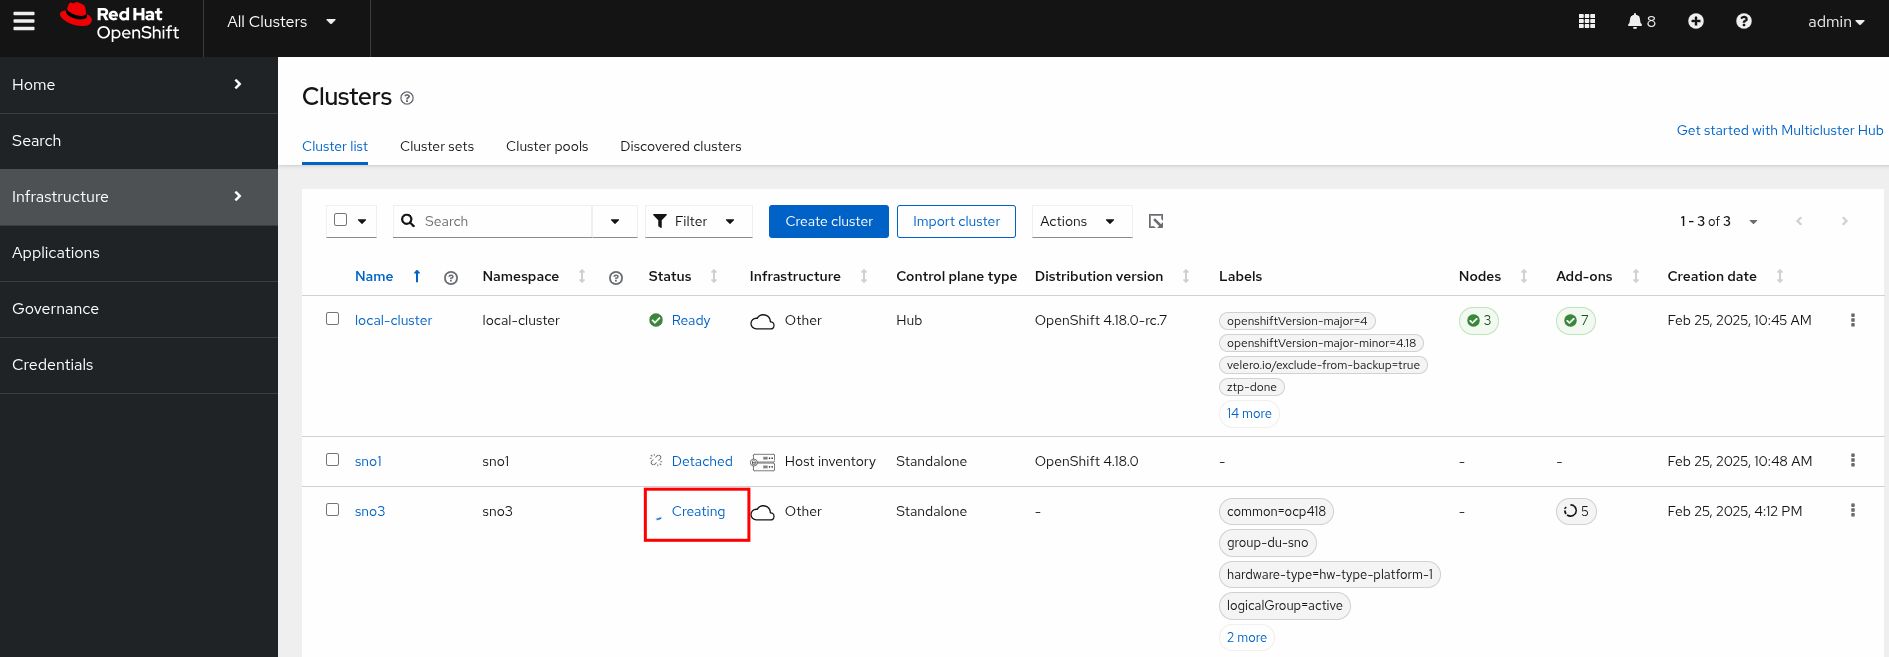 Red Hat
OpenShift
All Clusters
8
admin
Home
Search
Infrastructure
Applications
Governance
Credentials
Clusters
Get started with Multicluster Hub
Cluster list Cluster sets Cluster pools Discovered clusters
Search Filter Create cluster Import cluster Actions 1 - 3 of 3
Name Namespace Status Infrastructure Control plane type Distribution version Labels Nodes Add-ons Creation date
local-cluster local-cluster Ready Other Hub OpenShift 4.18.0-rc.7 openshiftVersion-major=4 3 7 Feb 25, 2025, 10:45 AM
openshiftVersion-major-minor=4.18
velero.io/exclude-from-backup=true
ztp-done
14 more
sno1 sno1 Detached Host inventory Standalone OpenShift 4.18.0 - - - Feb 25, 2025, 10:48 AM
sno3 sno3 Creating Other Standalone - common=ocp418 - 5 Feb 25, 2025, 4:12 PM
group-du-sno
hardware-type=hw-type-platform-1
logicalGroup=active
2 more